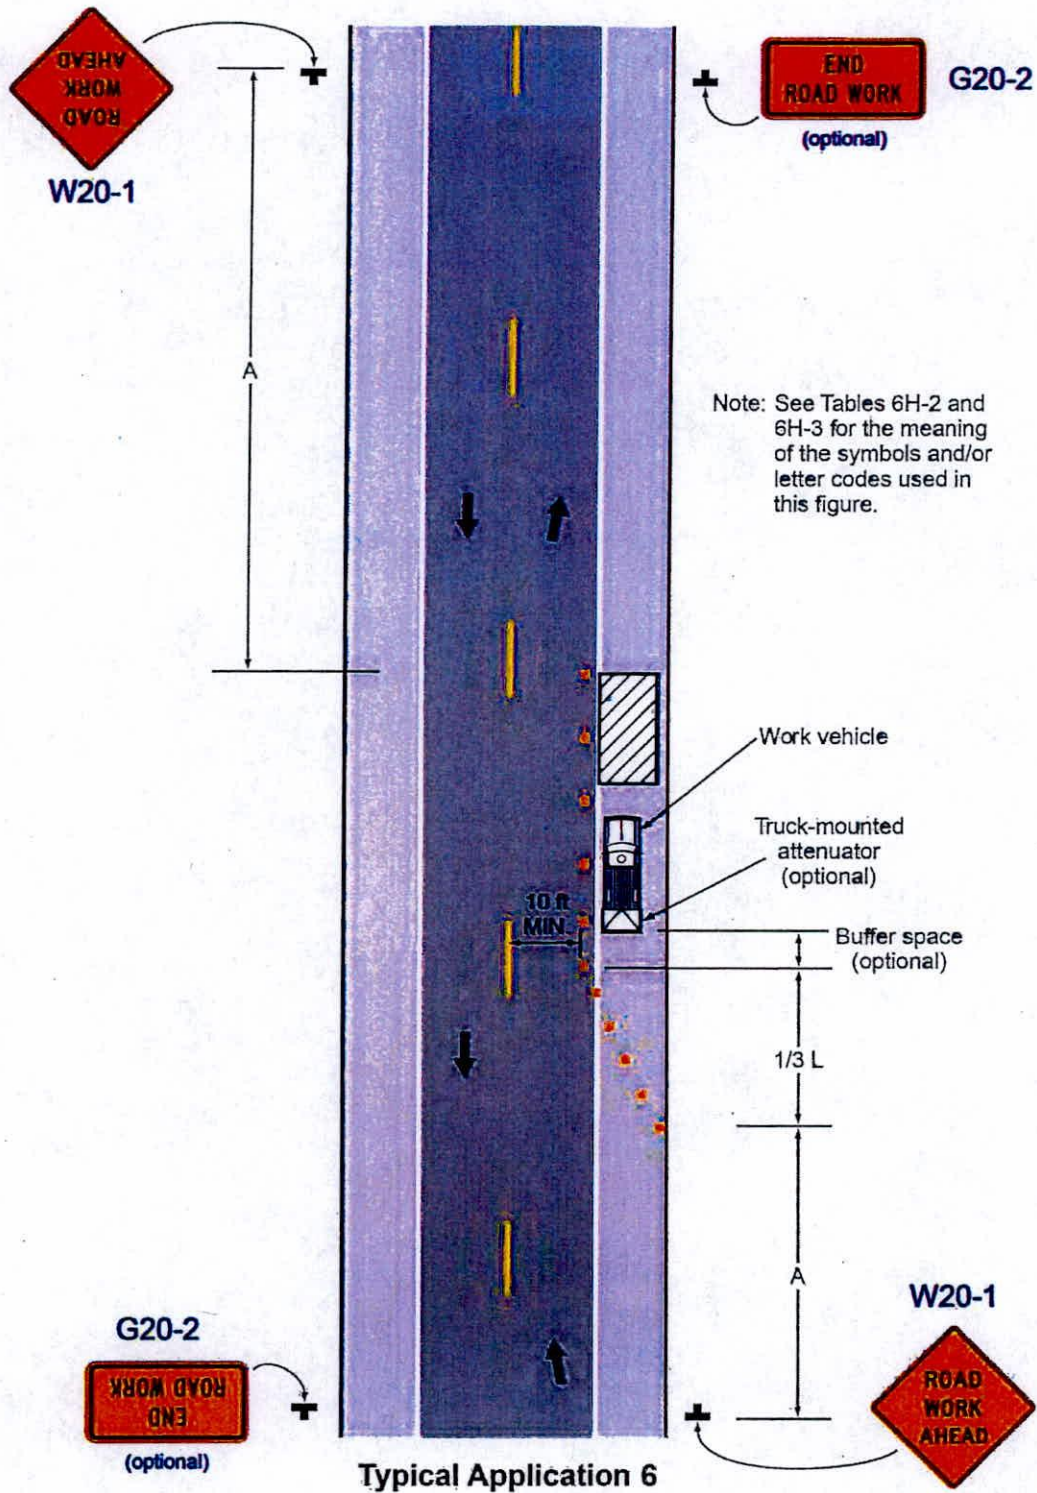 ROAD
WORK
AHEAD
W20-1
END
ROAD WORK
(optional)
G20-2
A
Note: See Tables 6H-2 and
6H-3 for the meaning
of the symbols and/or
letter codes used in
this figure.
Work vehicle
Truck-mounted
attenuator
(optional)
10 ft
MIN.
Buffer space
(optional)
1/3 L
A
G20-2
END
ROAD WORK
(optional)
W20-1
ROAD
WORK
AHEAD
Typical Application 6